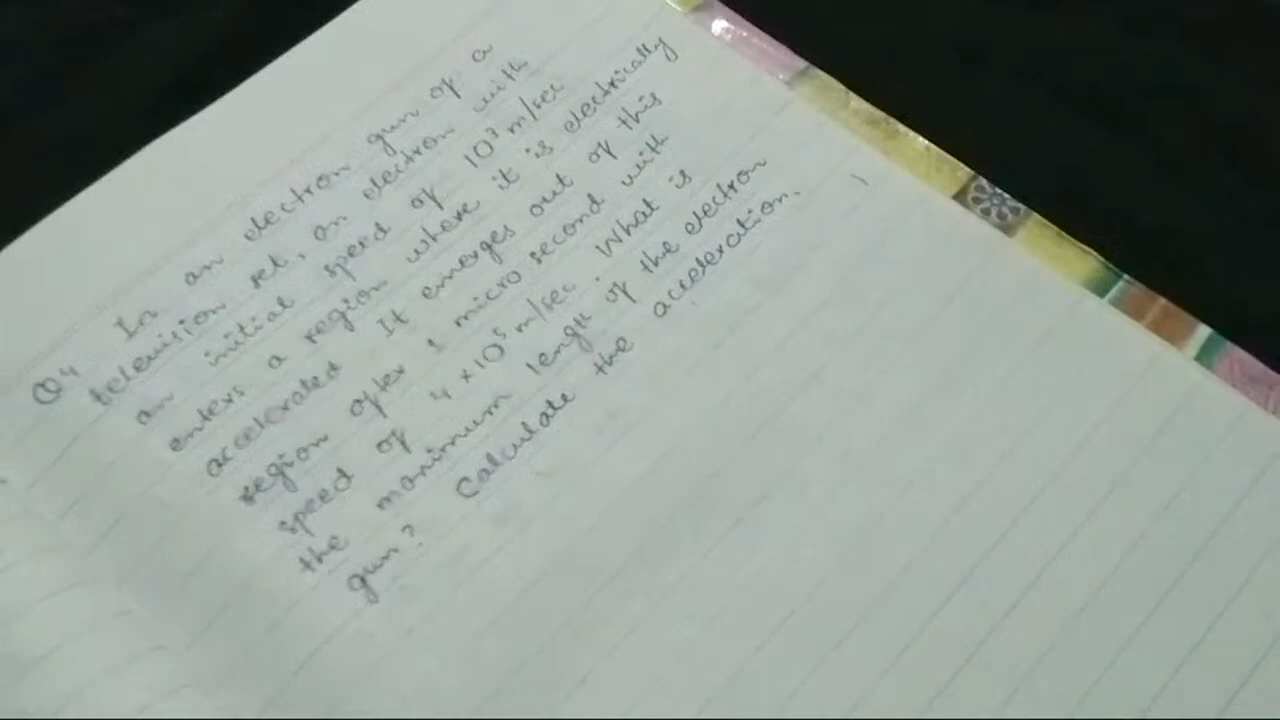 Q4 In an electron gun of a
television set, an electron with
an initial speed of 10³ m/sec
enters a region where it is electrically
accelerated It emerges out of this
region after 1 micro second with
speed of 4 × 10⁵ m/sec. What is
the maximum length of the electron
gun? Calculate the acceleration.